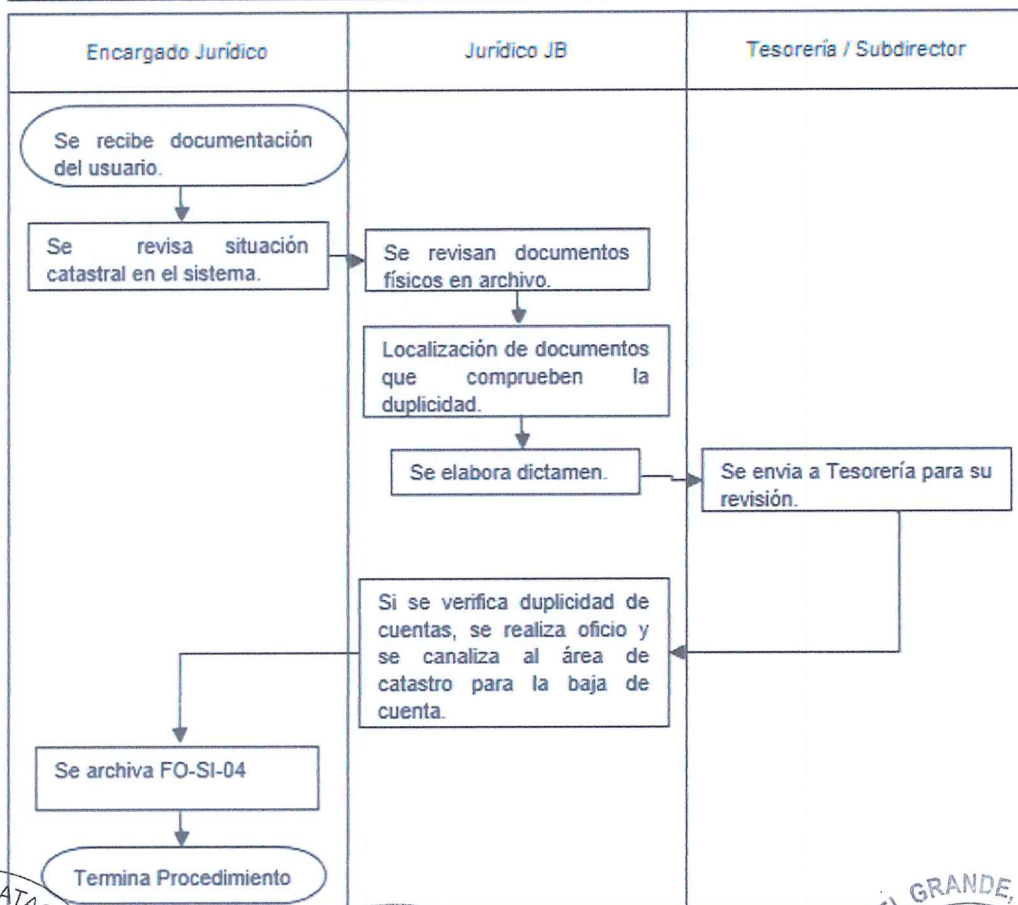 Encargado Jurídico
Jurídico JB
Tesorería / Subdirector
Se recibe documentación
del usuario.
Se revisa situación
catastral en el sistema.
Se revisan documentos
físicos en archivo.
Localización de documentos
que comprueben la
duplicidad.
Se elabora dictamen.
Se envia a Tesorería para su
revisión.
Si se verifica duplicidad de
cuentas, se realiza oficio y
se canaliza al área de
catastro para la baja de
cuenta.
Se archiva FO-SI-04
Termina Procedimiento
GRANDE,